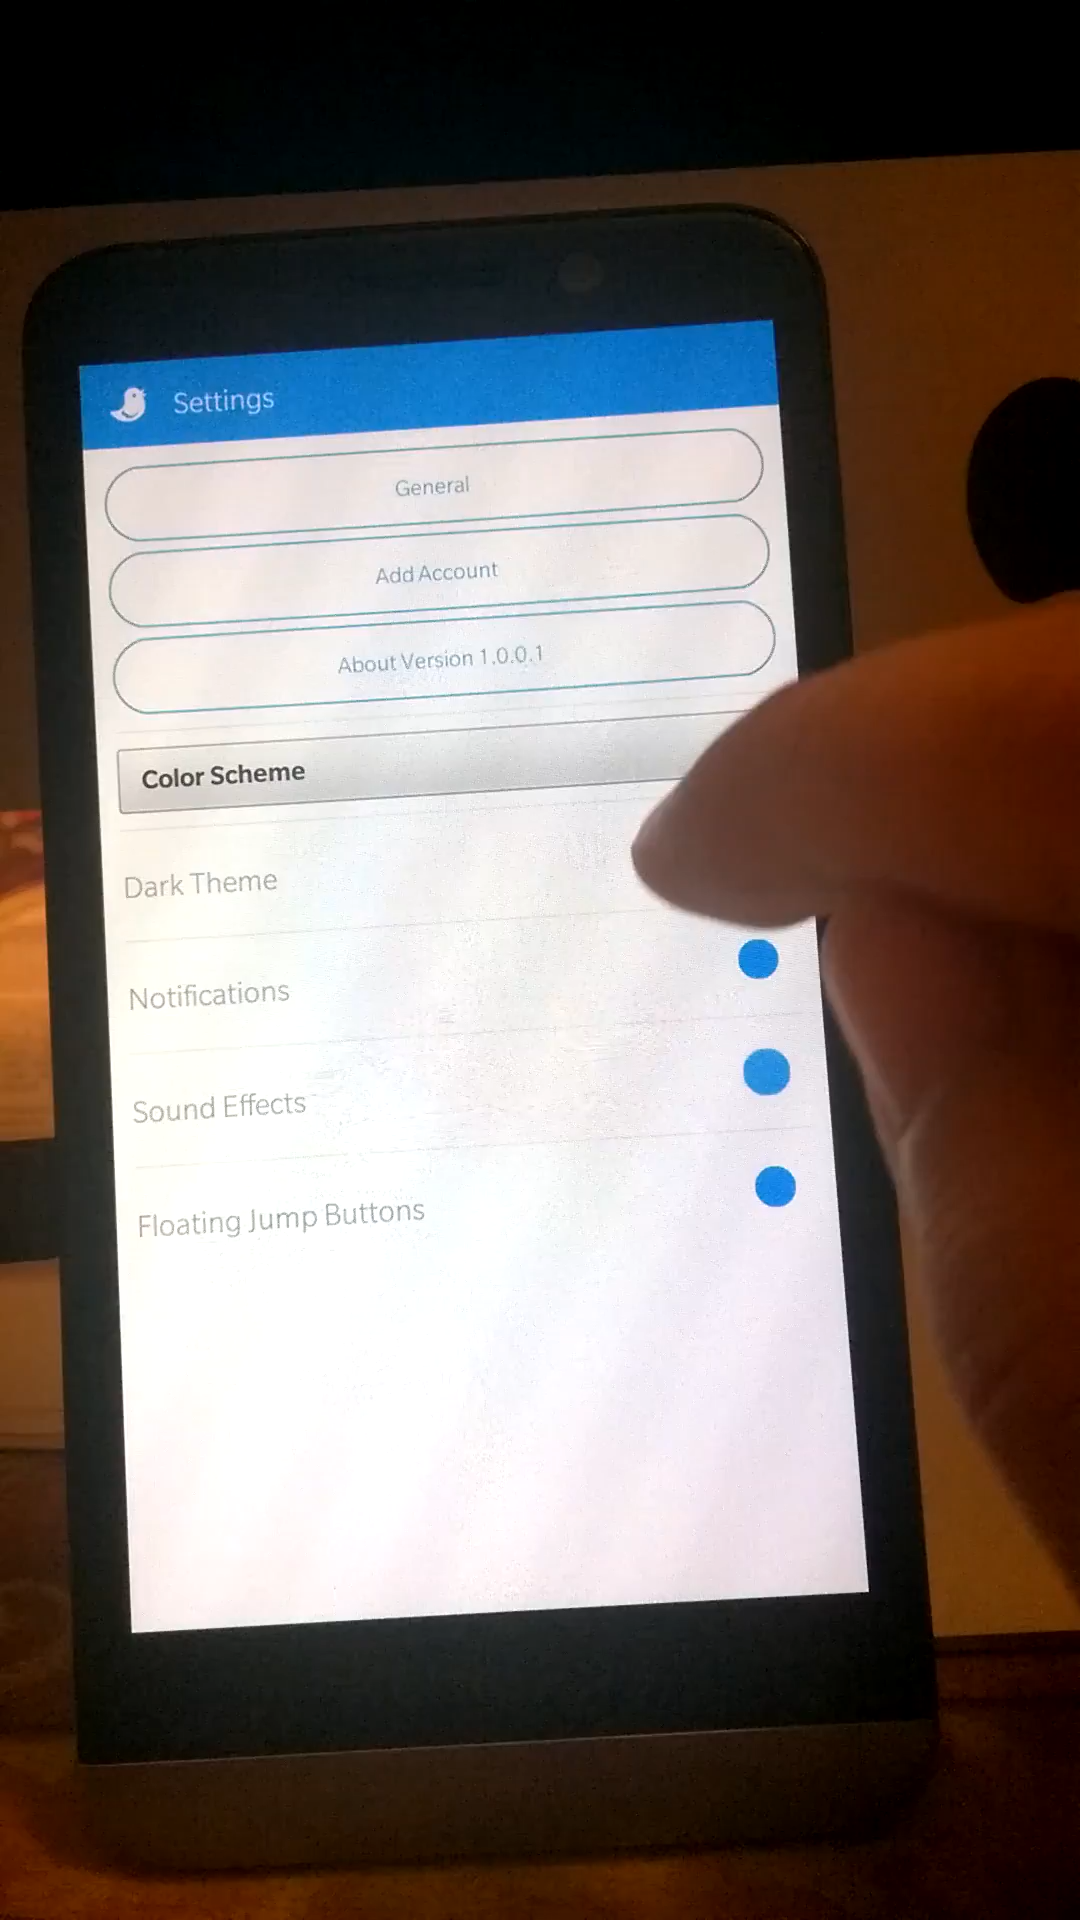 Settings
General
Add Account
About Version 1.0.0.1
Color Scheme
Dark Theme
Notifications
Sound Effects
Floating Jump Buttons